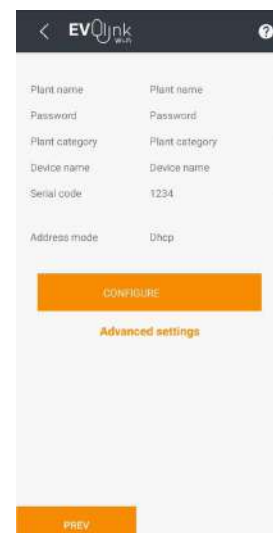 < EVOlink ?
Wi-Fi
Plant name Plant name
Password Password
Plant category Plant category
Device name Device name
Serial code 1234
Address mode Dhcp
CONFIGURE
Advanced settings
PREV